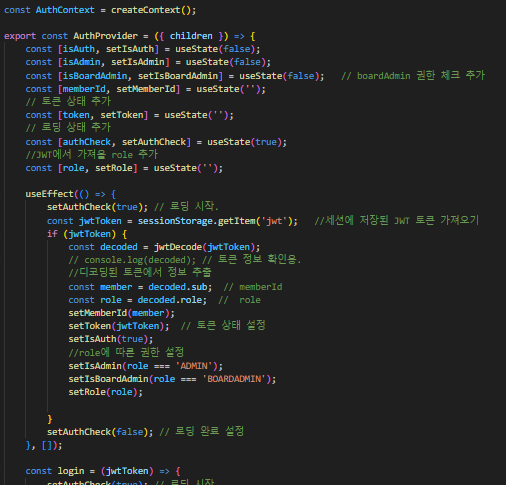 const AuthContext = createContext();
export const AuthProvider = ({ children }) => {
const [isAuth, setIsAuth] = useState(false);
const [isAdmin, setIsAdmin] = useState(false);
const [isBoardAdmin, setIsBoardAdmin] = useState(false);   // boardAdmin 권한 체크 추가
const [memberId, setMemberId] = useState('');
// 토큰 상태 추가
const [token, setToken] = useState('');
// 로딩 상태 추가
const [authCheck, setAuthCheck] = useState(true);
//JWT에서 가져올 role 추가
const [role, setRole] = useState('');
useEffect(() => {
setAuthCheck(true); // 로딩 시작.
const jwtToken = sessionStorage.getItem('jwt');   //세션에 저장된 JWT 토큰 가져오기
if (jwtToken) {
const decoded = jwtDecode(jwtToken);
// console.log(decoded); // 토큰 정보 확인용.
//디코딩된 토큰에서 정보 추출
const member = decoded.sub;  // memberId
const role = decoded.role;  //  role
setMemberId(member);
setToken(jwtToken);  // 토큰 상태 설정
setIsAuth(true);
//role에 따른 권한 설정
setIsAdmin(role === 'ADMIN');
setIsBoardAdmin(role === 'BOARDADMIN');
setRole(role);
}
setAuthCheck(false); // 로딩 완료 설정
}, []);
const login = (jwtToken) => {
setAuthCheck(true); // 로딩 시작